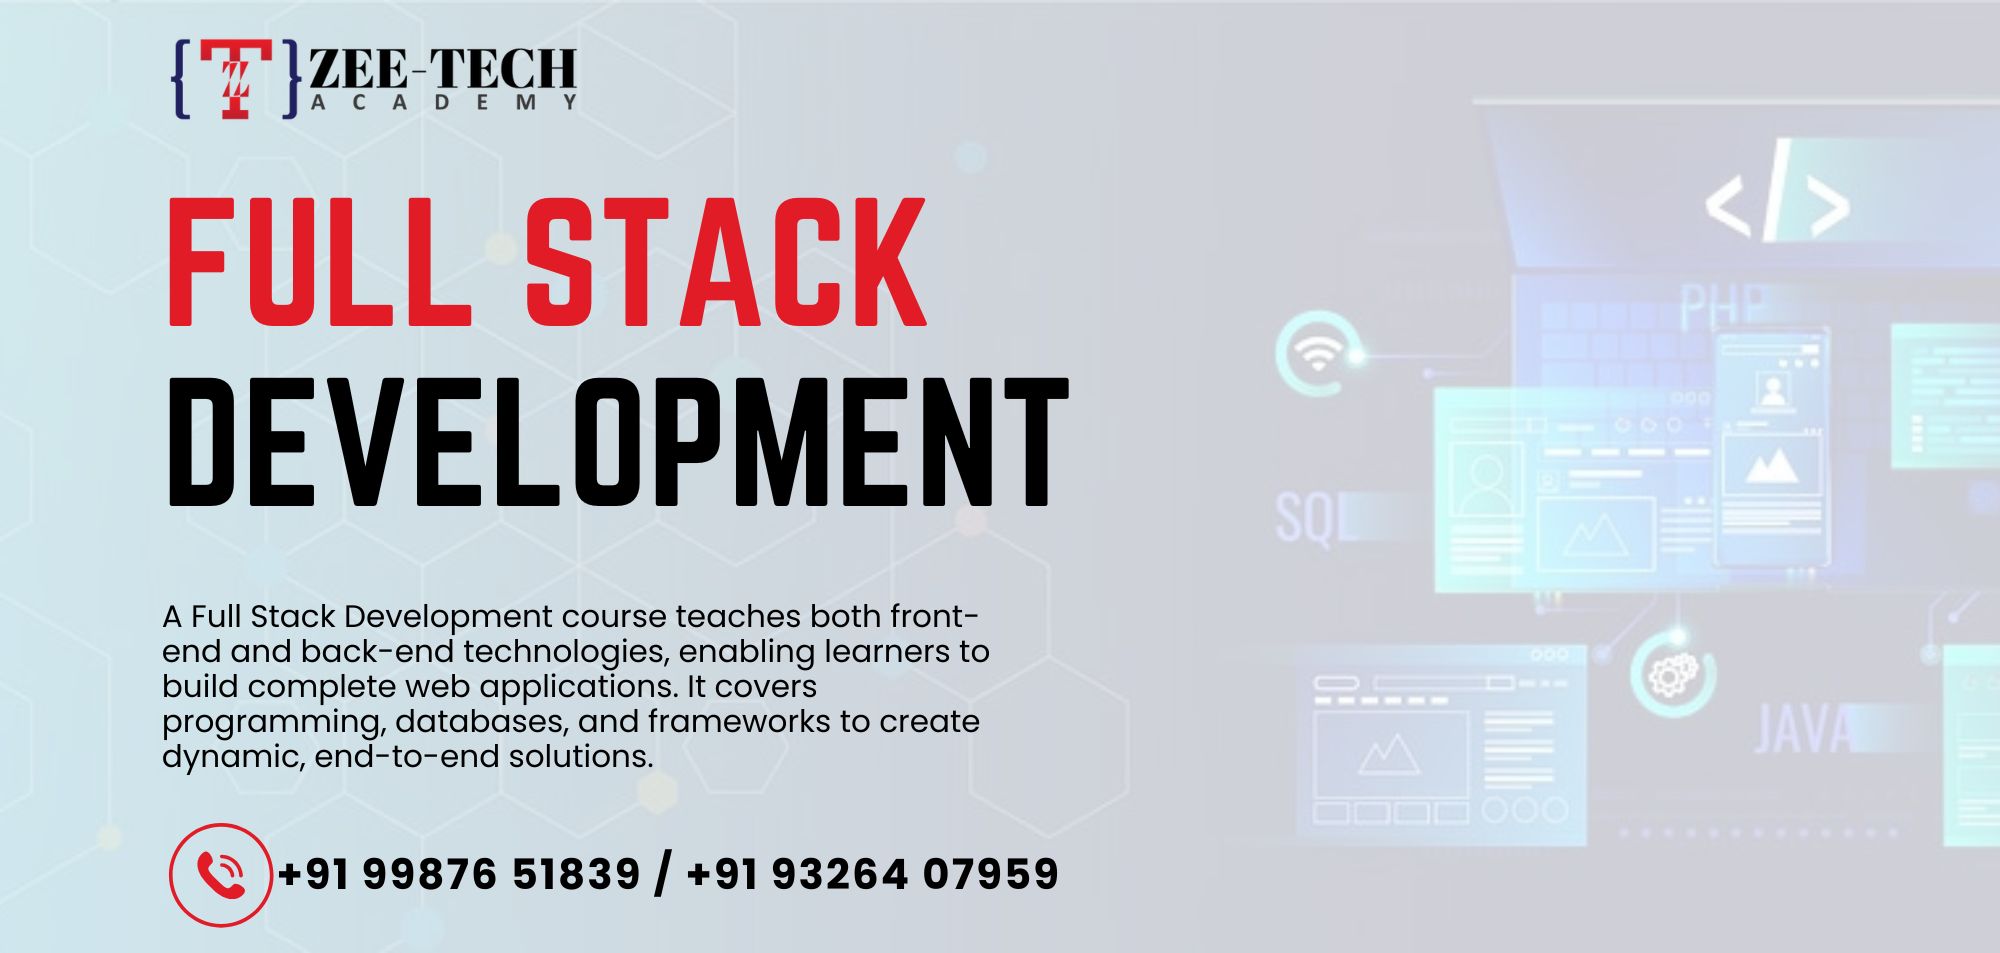 ZEE-TECH
ACADEMY
FULL STACK
DEVELOPMENT
A Full Stack Development course teaches both front-
end and back-end technologies, enabling learners to
build complete web applications. It covers
programming, databases, and frameworks to create
dynamic, end-to-end solutions.
+91 99876 51839 / +91 93264 07959
</>
PHP
SQL
JAVA